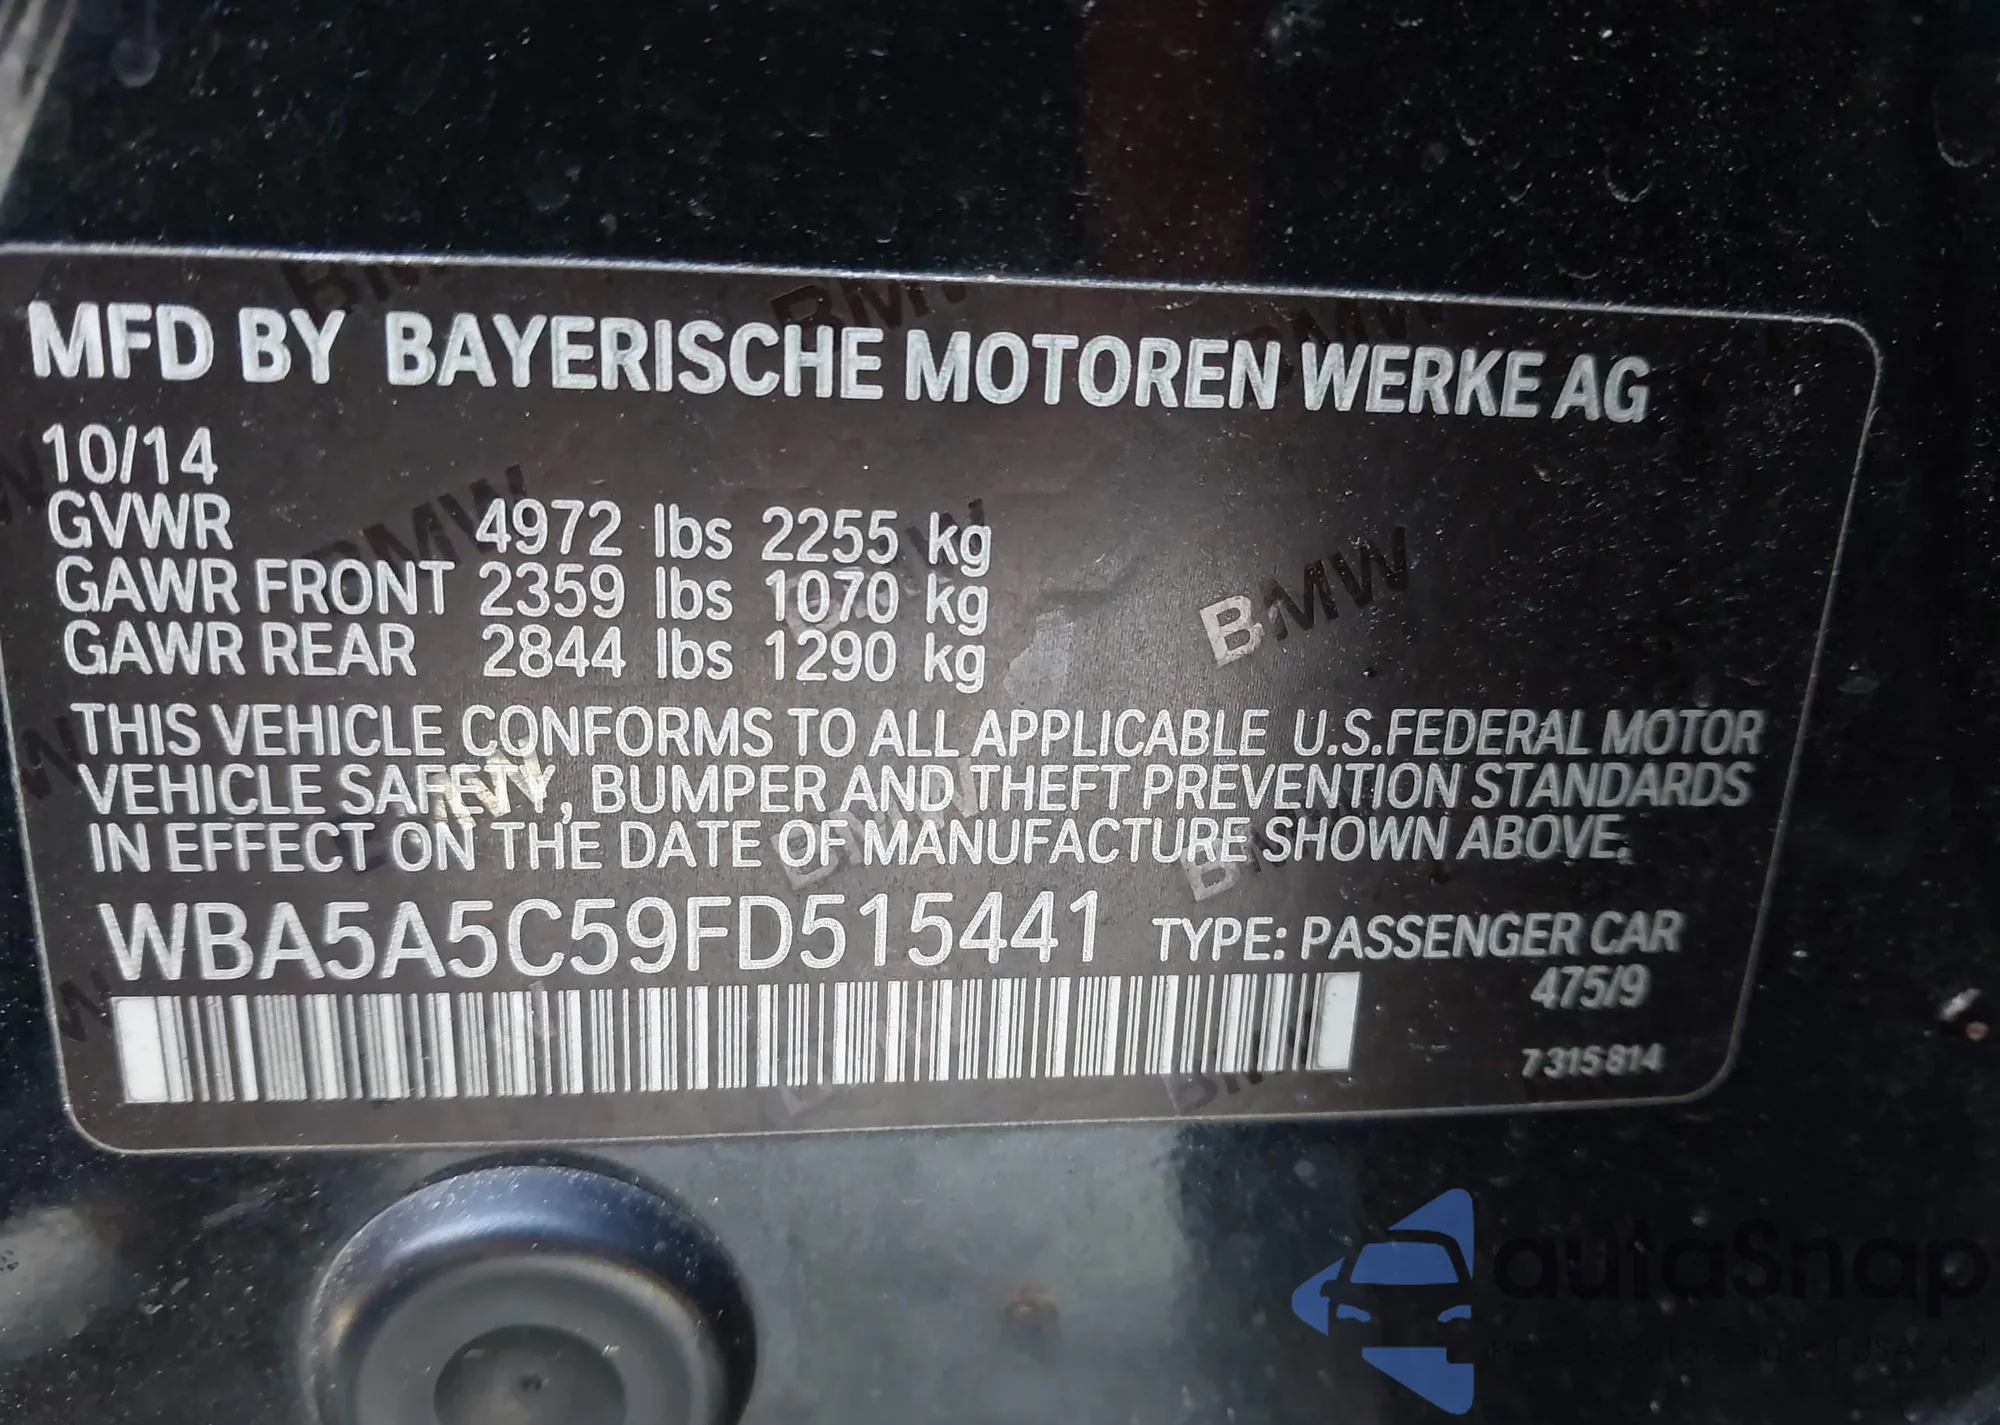 MFD BY BAYERISCHE MOTOREN WERKE AG
10/14
GVWR 4972 lbs 2255 kg
GAWR FRONT 2359 lbs 1070 kg
GAWR REAR 2844 lbs 1290 kg
THIS VEHICLE CONFORMS TO ALL APPLICABLE U.S.FEDERAL MOTOR
VEHICLE SAFETY, BUMPER AND THEFT PREVENTION STANDARDS
IN EFFECT ON THE DATE OF MANUFACTURE SHOWN ABOVE.
WBA5A5C59FD515441 TYPE: PASSENGER CAR
475/9
7315814
BMW
autoSnap